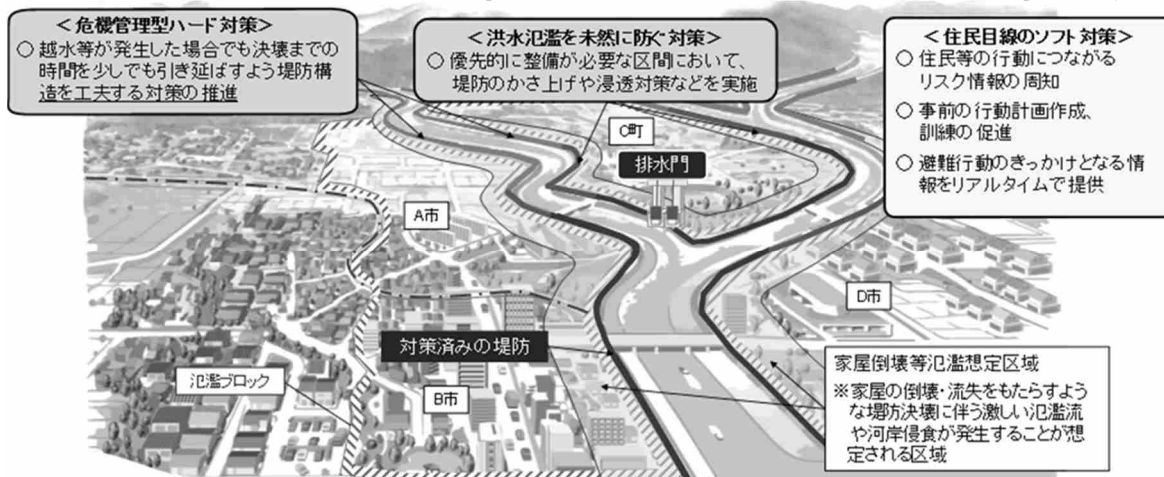 ＜危機管理型ハード対策＞
○ 越水等が発生した場合でも決壊までの
時間を少しでも引き延ばすよう堤防構
造を工夫する対策の推進
＜洪水氾濫を未然に防ぐ対策＞
○ 優先的に整備が必要な区間において、
堤防のかさ上げや浸透対策などを実施
＜住民目線のソフト対策＞
○ 住民等の行動につながる
リスク情報の周知
○ 事前の行動計画作成、
訓練の促進
○ 避難行動のきっかけとなる情
報をリアルタイムで提供
C町
排水門
A市
D市
対策済みの堤防
氾濫ブロック
B市
家屋倒壊等氾濫想定区域
※家屋の倒壊・流失をもたらすよう
な堤防決壊に伴う激しい氾濫流
や河岸侵食が発生することが想
定される区域